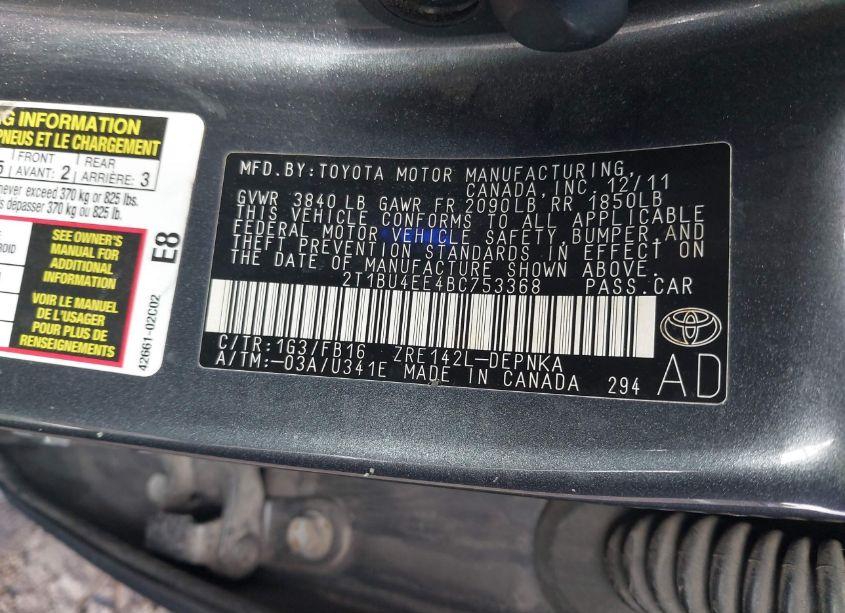 G INFORMATION
PNEUS ET LE CHARGEMENT
5 FRONT AVANT: 2 REAR ARRIÈRE: 3
never exceed 370 kg or 825 lbs.
dépasser 370 kg ou 825 lb.
SEE OWNER'S
MANUAL FOR
ADDITIONAL
INFORMATION
VOIR LE MANUEL
DE L'USAGER
POUR PLUS DE
RENSEIGNEMENTS
E8
42661-02C02
MFD.BY:TOYOTA MOTOR MANUFACTURING,
CANADA, INC. 12/11
GVWR 3840 LB GAWR FR 2090LB RR 1850LB
THIS VEHICLE CONFORMS TO ALL APPLICABLE
FEDERAL MOTOR VEHICLE SAFETY, BUMPER, AND
THEFT PREVENTION STANDARDS IN EFFECT ON
THE DATE OF MANUFACTURE SHOWN ABOVE.
2T1BU4EE4BC753368 PASS.CAR
C/TR:1G3/FB16 ZRE142L-DEPNKA
A/TM:-03A/U341E MADE IN CANADA 294
AD